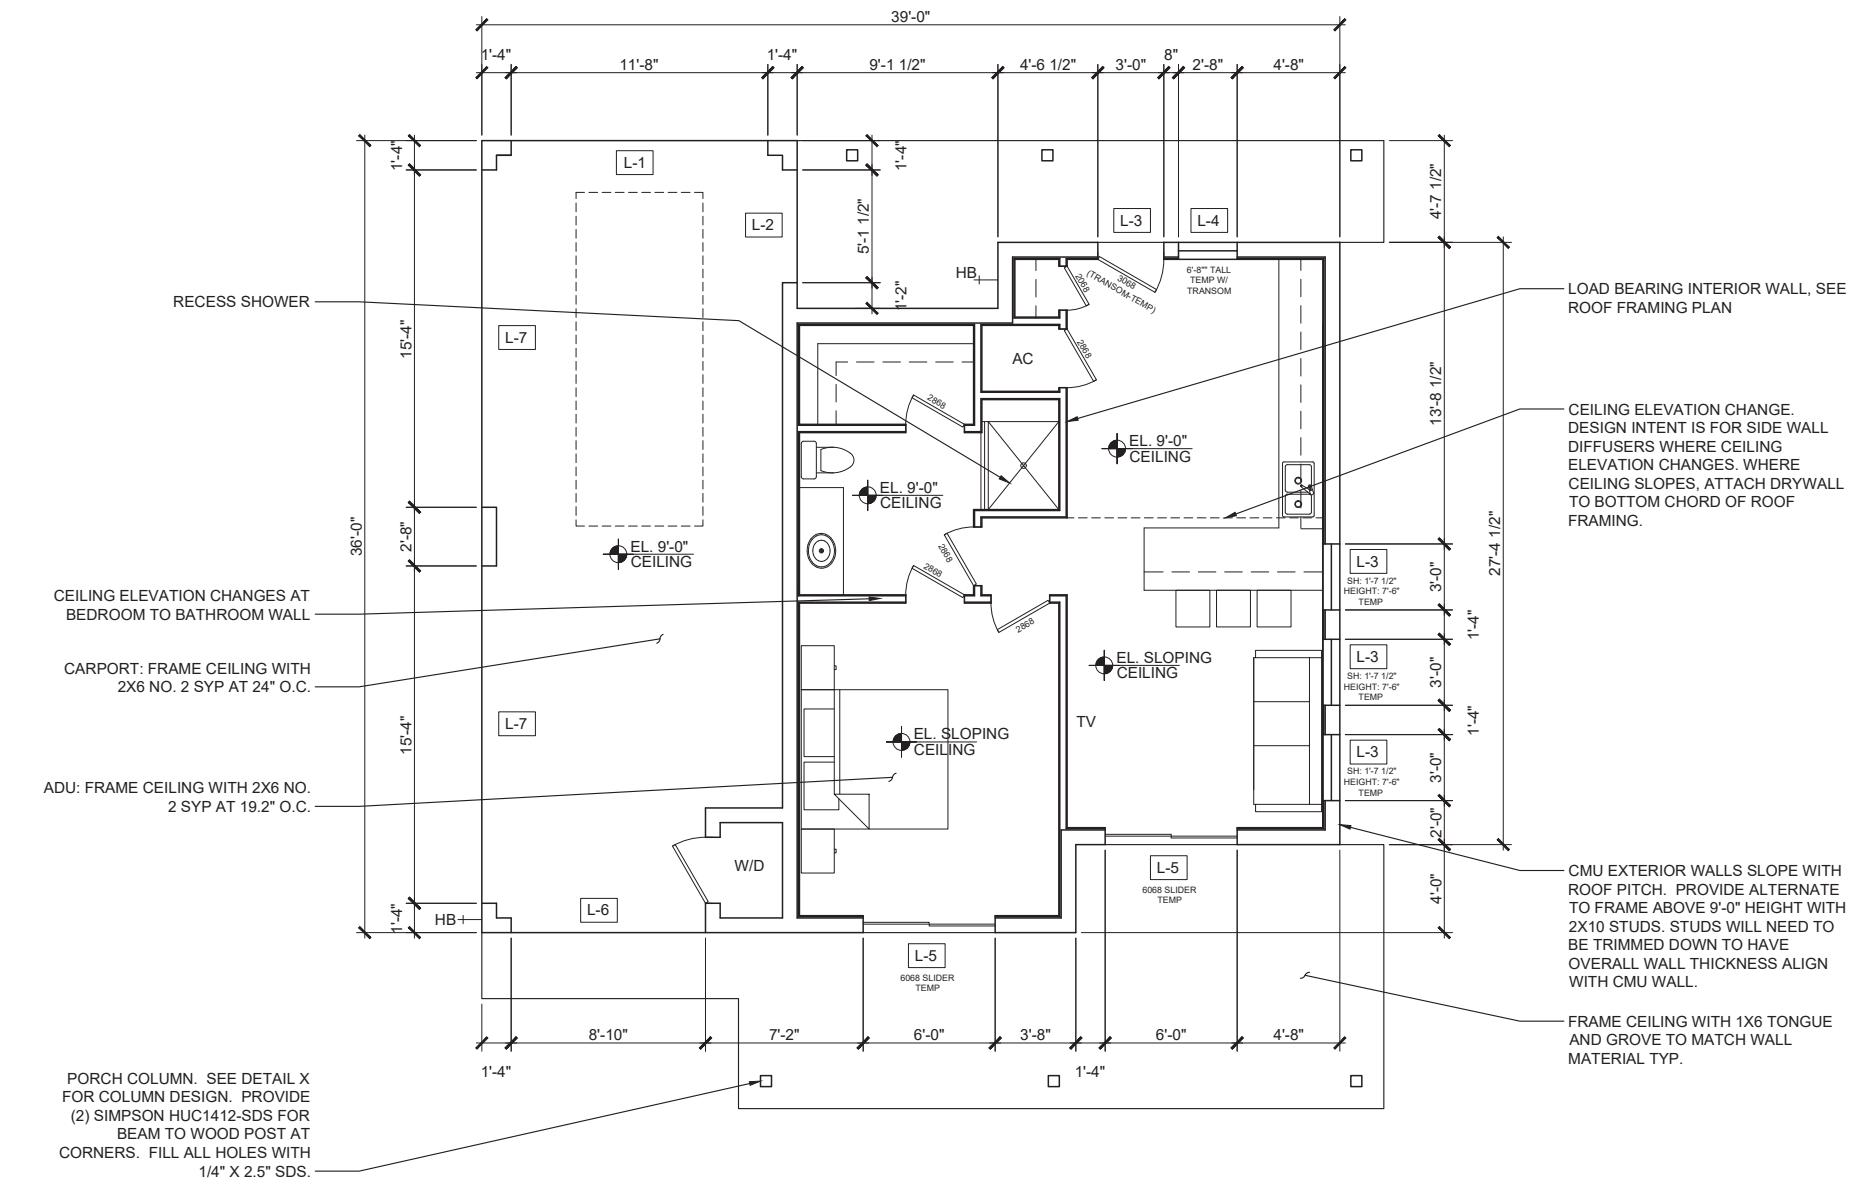 39'-0"
1'-4"
11'-8"
1'-4"
9'-1 1/2"
4'-6 1/2"
3'-0"
8"
2'-8"
4'-8"
1'-4"
15'-4"
2'-8"
15'-4"
1'-4"
36'-0"
1'-4"
5'-1 1/2"
1'-2"
4'-7 1/2"
13'-8 1/2"
3'-0"
1'-4"
3'-0"
1'-4"
3'-0"
2'-0"
4'-0"
27'-4 1/2"
L-1
L-2
L-3
L-4
HB
3068
(TRANSOM-TEMP)
6'-8"" TALL
TEMP W/
TRANSOM
2068
2868
AC
L-7
2868
EL. 9'-0"
CEILING
EL. 9'-0"
CEILING
EL. 9'-0"
CEILING
2868
2868
2868
L-3
SH: 1'-7 1/2"
HEIGHT: 7'-6"
TEMP
L-3
SH: 1'-7 1/2"
HEIGHT: 7'-6"
TEMP
L-3
SH: 1'-7 1/2"
HEIGHT: 7'-6"
TEMP
EL. SLOPING
CEILING
TV
L-7
EL. SLOPING
CEILING
W/D
L-6
HB
L-5
6068 SLIDER
TEMP
L-5
6068 SLIDER
TEMP
1'-4"
8'-10"
7'-2"
6'-0"
3'-8"
1'-4"
6'-0"
4'-8"
RECESS SHOWER
CEILING ELEVATION CHANGES AT
BEDROOM TO BATHROOM WALL
CARPORT: FRAME CEILING WITH
2X6 NO. 2 SYP AT 24" O.C.
ADU: FRAME CEILING WITH 2X6 NO.
2 SYP AT 19.2" O.C.
PORCH COLUMN. SEE DETAIL X
FOR COLUMN DESIGN. PROVIDE
(2) SIMPSON HUC1412-SDS FOR
BEAM TO WOOD POST AT
CORNERS. FILL ALL HOLES WITH
1/4" X 2.5" SDS.
LOAD BEARING INTERIOR WALL, SEE
ROOF FRAMING PLAN
CEILING ELEVATION CHANGE.
DESIGN INTENT IS FOR SIDE WALL
DIFFUSERS WHERE CEILING
ELEVATION CHANGES. WHERE
CEILING SLOPES, ATTACH DRYWALL
TO BOTTOM CHORD OF ROOF
FRAMING.
CMU EXTERIOR WALLS SLOPE WITH
ROOF PITCH. PROVIDE ALTERNATE
TO FRAME ABOVE 9'-0" HEIGHT WITH
2X10 STUDS. STUDS WILL NEED TO
BE TRIMMED DOWN TO HAVE
OVERALL WALL THICKNESS ALIGN
WITH CMU WALL.
FRAME CEILING WITH 1X6 TONGUE
AND GROVE TO MATCH WALL
MATERIAL TYP.